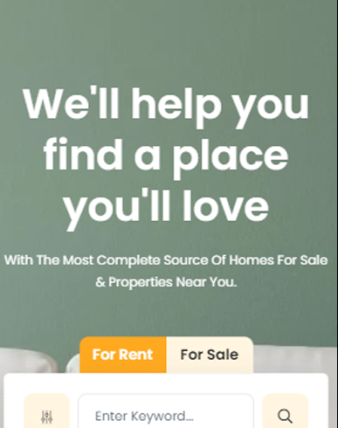 We'll help you
find a place
you'll love
With The Most Complete Source Of Homes For Sale
& Properties Near You.
For Rent For Sale
Enter Keyword...